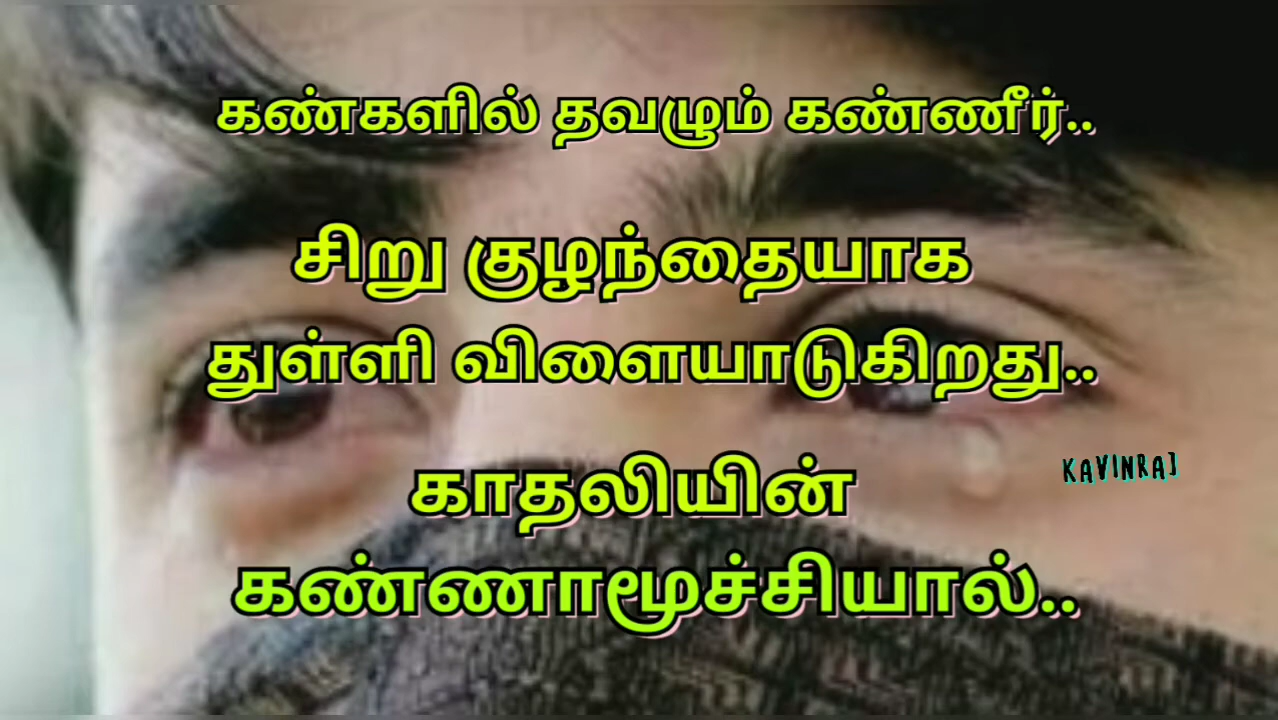 கண்களில் தவழும் கண்ணீர்..
சிறு குழந்தையாக
துள்ளி விளையாடுகிறது..
காதலியின்
கண்ணாமூச்சியால்..
KAVINRAJ